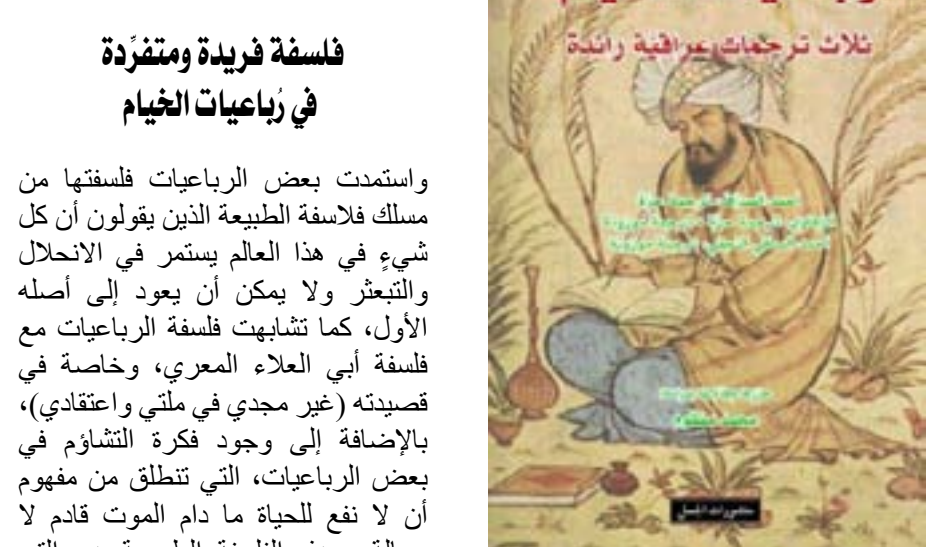 فلسفة فريدة ومتفرِّدة
في رُباعيات الخيام
واستمدت بعض الرباعيات فلسفتها من
مسلك فلاسفة الطبيعة الذين يقولون أن كل
شيءٍ في هذا العالم يستمر في الانحلال
والتبعثر ولا يمكن أن يعود إلى أصله
الأول، كما تشابهت فلسفة الرباعيات مع
فلسفة أبي العلاء المعري، وخاصة في
قصيدته (غير مجدي في ملتي واعتقادي)،
بالإضافة إلى وجود فكرة التشاؤم في
بعض الرباعيات، التي تنطلق من مفهوم
أن لا نفع للحياة ما دام الموت قادم لا
ثلاث ترجمات عراقية رائدة
منشورات الجمل